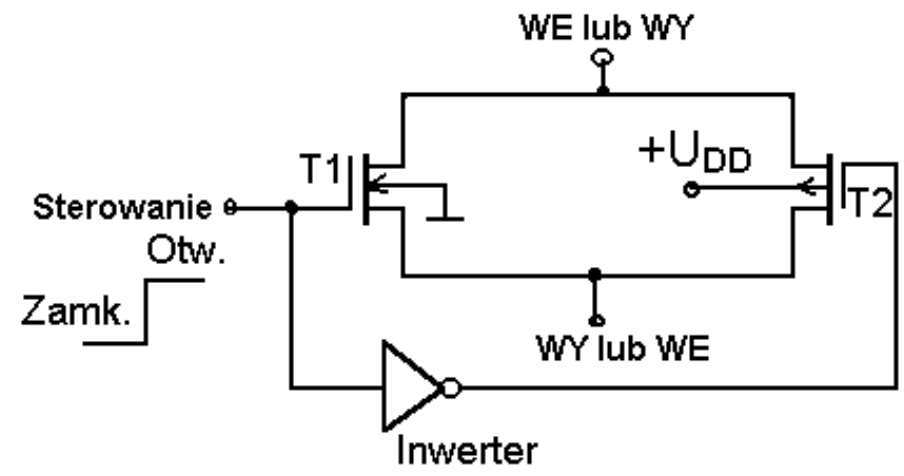 WE lub WY
T1
+UDD
Sterowanie
T2
Otw.
Zamk.
WY lub WE
Inwerter